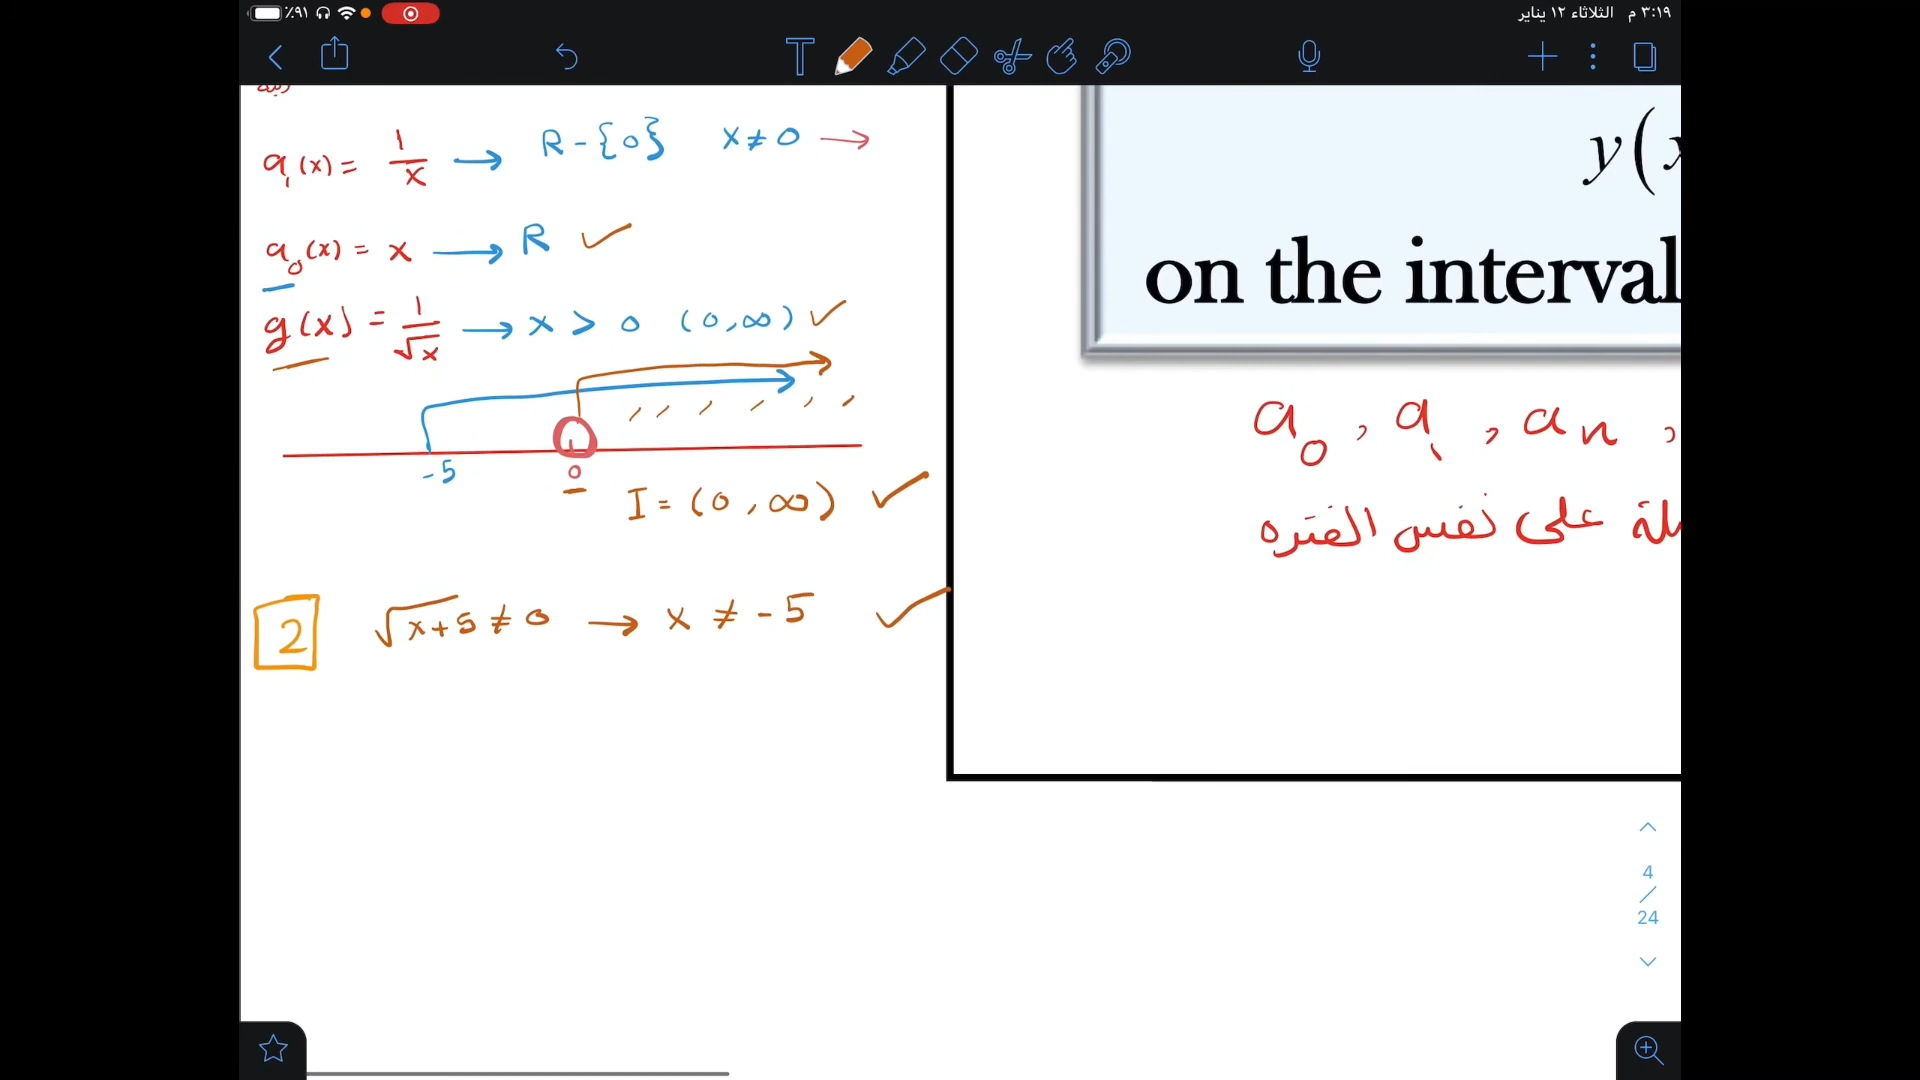 ٪٩١
٣:١٩ م الثلاثاء ١٢ يناير
a₁(x) = 1/x → R - {0} x ≠ 0 →
a₀(x) = x → R ✓
g(x) = 1/√x → x > 0 (0, ∞) ✓
-5 0
I = (0, ∞) ✓
2 √x+5 ≠ 0 → x ≠ -5 ✓
y(x
on the interval
a₀, a₁, aₙ,
على نفس الفتره
4
/
24